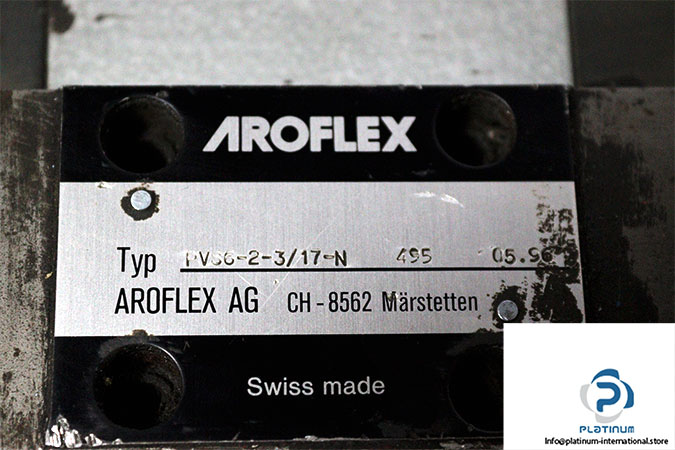 AROFLEX
Typ PVS6-2-3/17-N 495 05.96
AROFLEX AG CH-8562 Märstetten
Swiss made
PLATINUM
Info@platinum-international.store